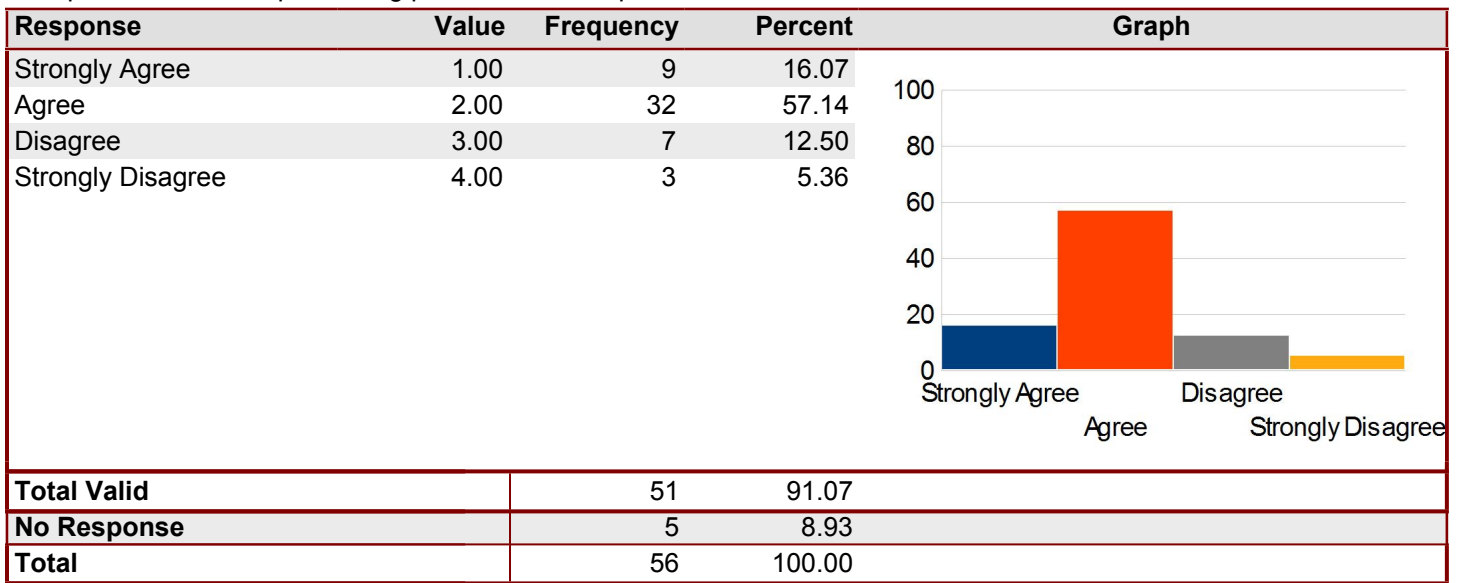 Response Value Frequency Percent Graph
Strongly Agree 1.00 9 16.07
Agree 2.00 32 57.14
Disagree 3.00 7 12.50
Strongly Disagree 4.00 3 5.36
100
80
60
40
20
0
Strongly Agree Disagree
Agree Strongly Disagree
Total Valid 51 91.07
No Response 5 8.93
Total 56 100.00